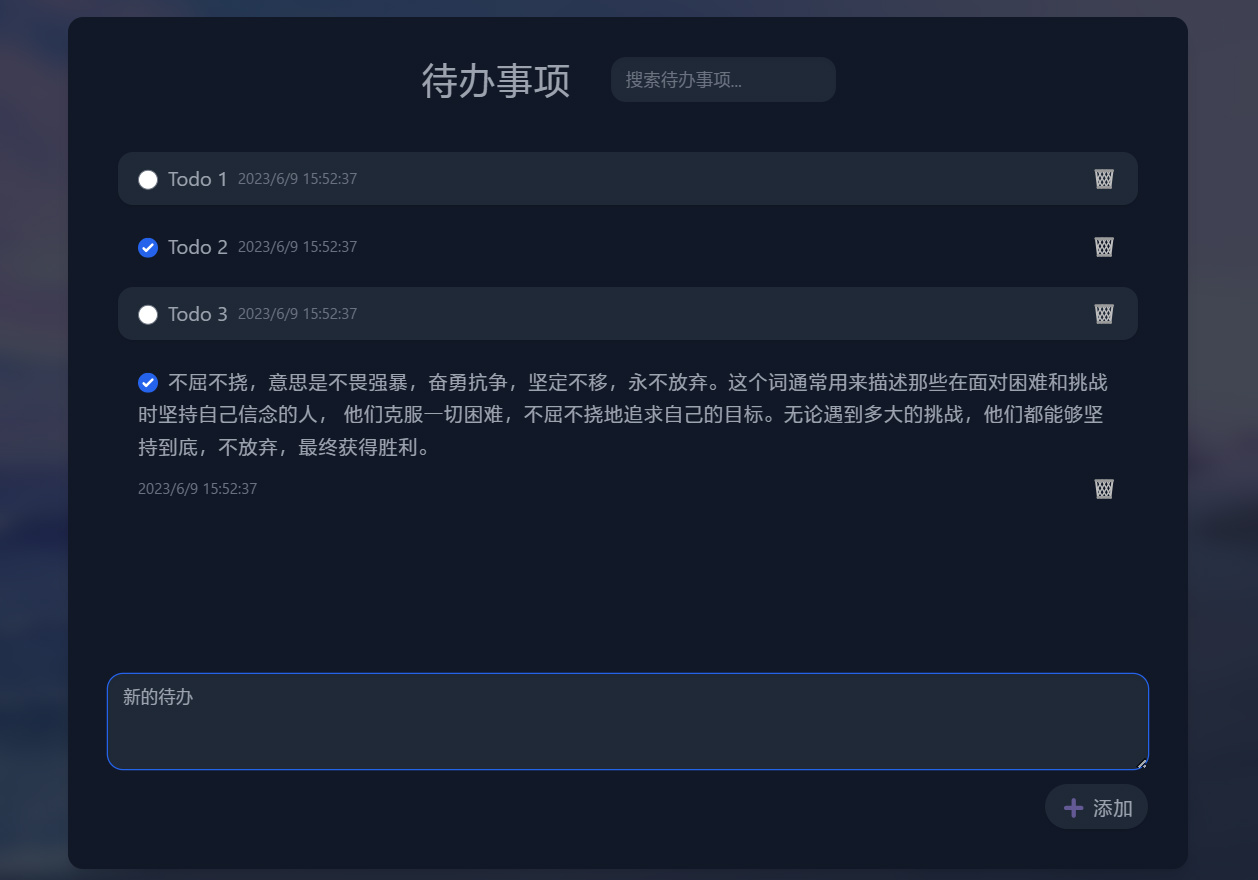 待办事项
搜索待办事项...
Todo 1 2023/6/9 15:52:37
Todo 2 2023/6/9 15:52:37
Todo 3 2023/6/9 15:52:37
不屈不挠，意思是不畏强暴，奋勇抗争，坚定不移，永不放弃。这个词通常用来描述那些在面对困难和挑战
时坚持自己信念的人， 他们克服一切困难，不屈不挠地追求自己的目标。无论遇到多大的挑战，他们都能够坚
持到底，不放弃，最终获得胜利。
2023/6/9 15:52:37
新的待办
添加